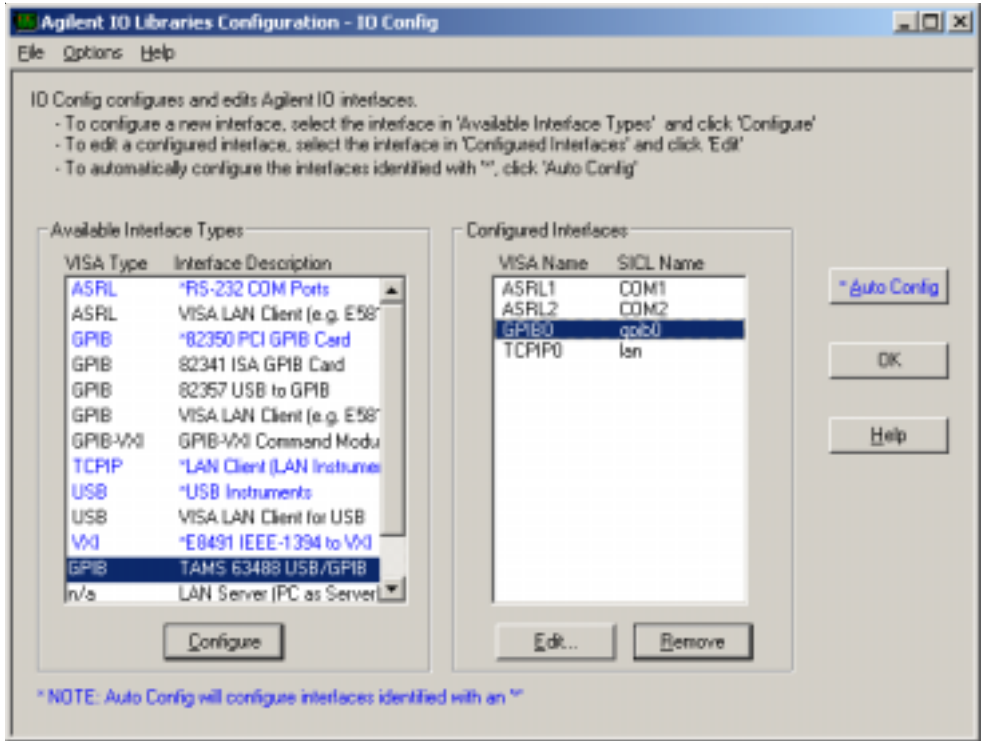 Agilent IO Libraries Configuration - IO Config
File Options Help
IO Config configures and edits Agilent IO interfaces.
- To configure a new interface, select the interface in 'Available Interface Types' and click 'Configure'
- To edit a configured interface, select the interface in 'Configured Interfaces' and click 'Edit'
- To automatically configure the interfaces identified with '*', click 'Auto Config'
Available Interface Types
VISA Type Interface Description
ASRL *RS-232 COM Ports
ASRL VISA LAN Client (e.g. E58
GPIB *82350 PCI GPIB Card
GPIB 82341 ISA GPIB Card
GPIB 82357 USB to GPIB
GPIB VISA LAN Client (e.g. E58
GPIB-VXI GPIB-VXI Command Modu
TCPIP *LAN Client (LAN Instrume
USB *USB Instruments
USB VISA LAN Client for USB
VXI *E8491 IEEE-1394 to VXI
GPIB TAMS 63488 USB/GPIB
n/a LAN Server (PC as Server
Configure
Configured Interfaces
VISA Name SICL Name
ASRL1 COM1
ASRL2 COM2
GPIB0 gpib0
TCPIP0 lan
Edit... Remove
* Auto Config
OK
Help
* NOTE: Auto Config will configure interfaces identified with an '*'